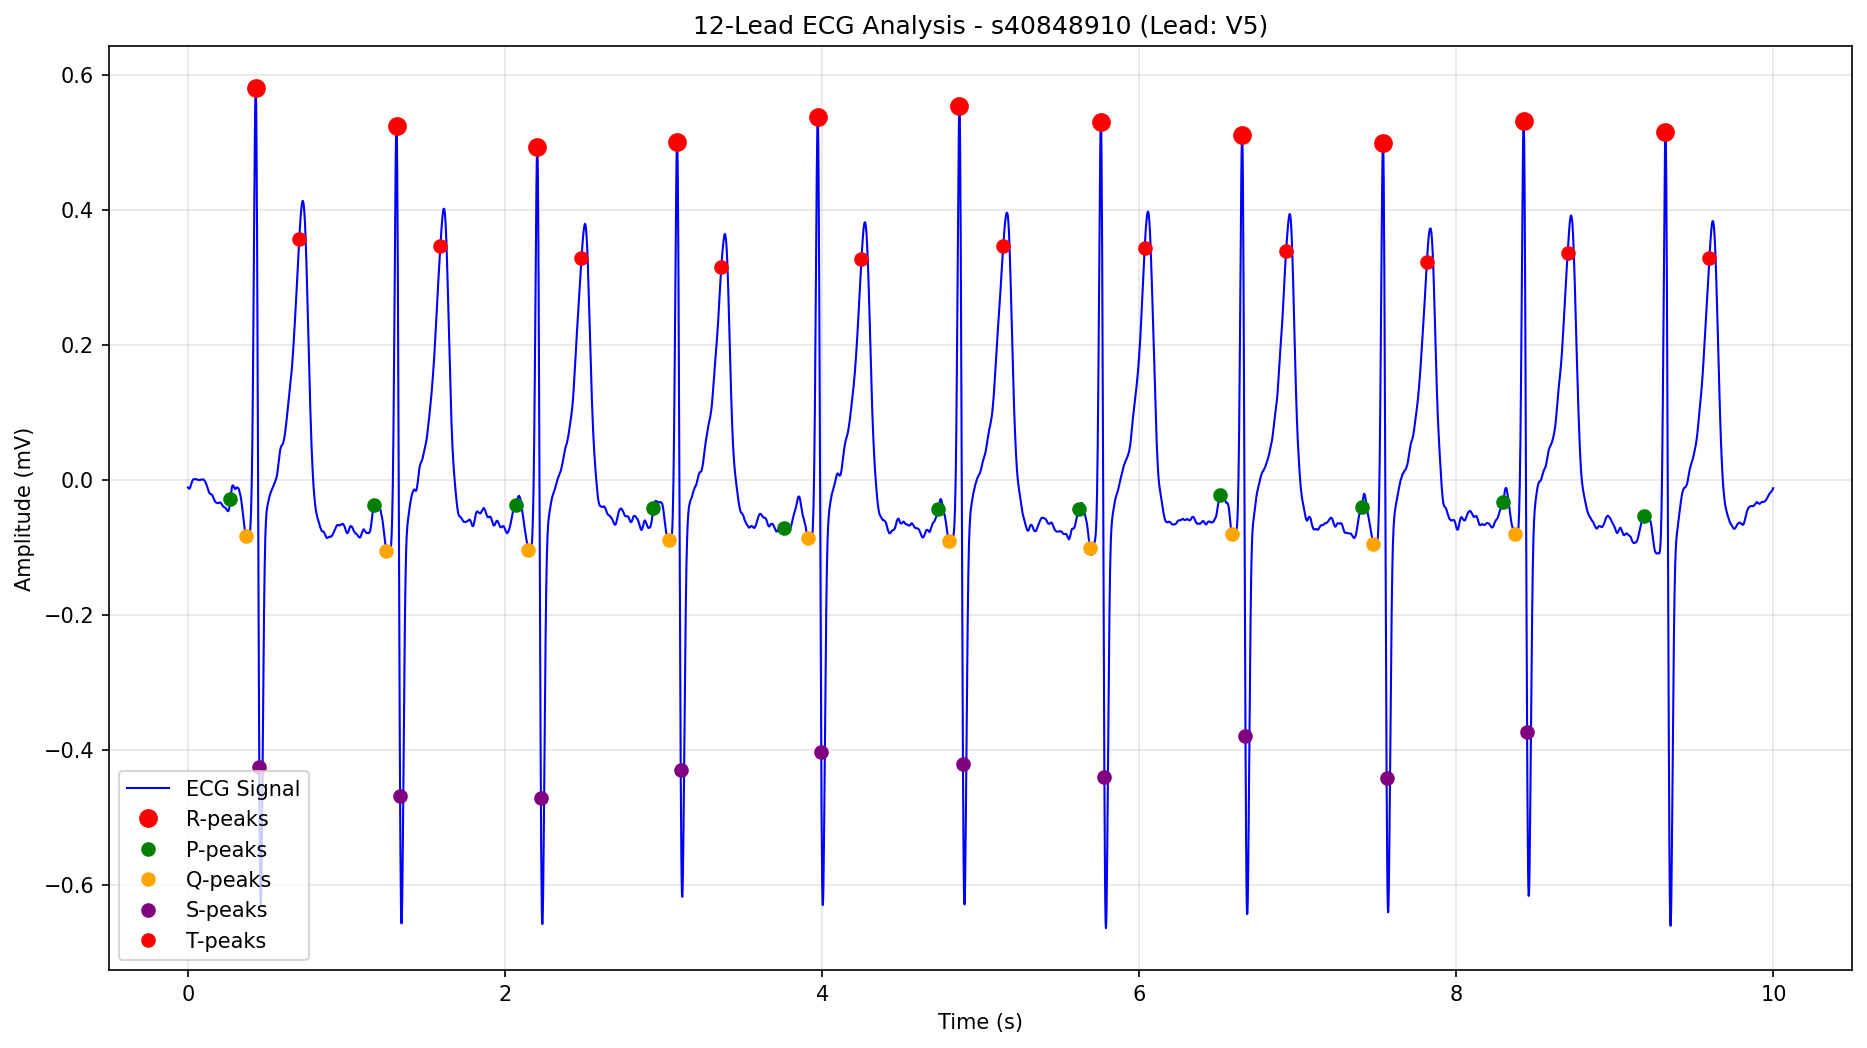 12-Lead ECG Analysis - s40848910 (Lead: V5)
Amplitude (mV)
0.6
0.4
0.2
0.0
−0.2
−0.4
−0.6
ECG Signal
R-peaks
P-peaks
Q-peaks
S-peaks
T-peaks
0 2 4 6 8 10
Time (s)